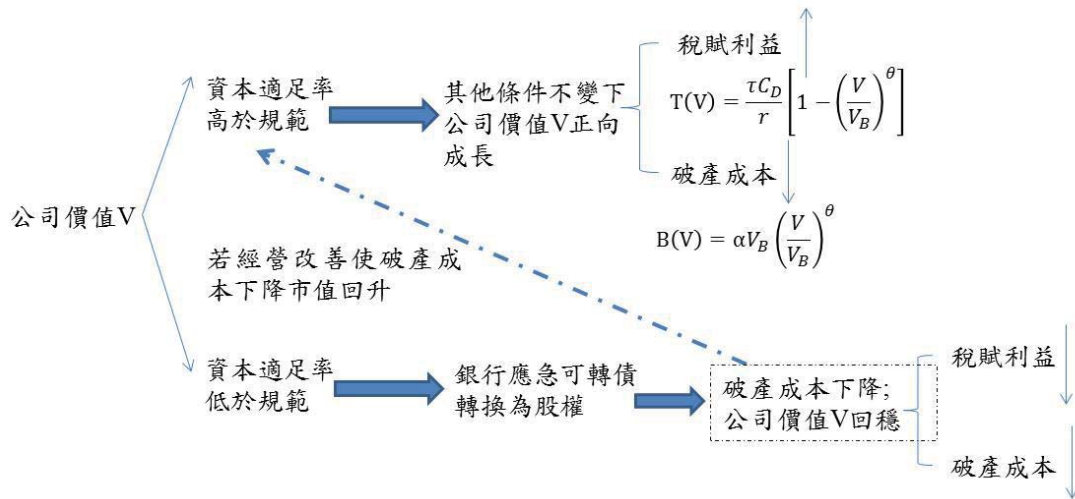 稅賦利益
T(V) = τC_D/r [1 − (V/V_B)^θ]
資本適足率
高於規範
其他條件不變下
公司價值V正向
成長
破產成本
B(V) = αV_B (V/V_B)^θ
公司價值V
若經營改善使破產成
本下降市值回升
資本適足率
低於規範
銀行應急可轉債
轉換為股權
破產成本下降;
公司價值V回穩
稅賦利益
破產成本